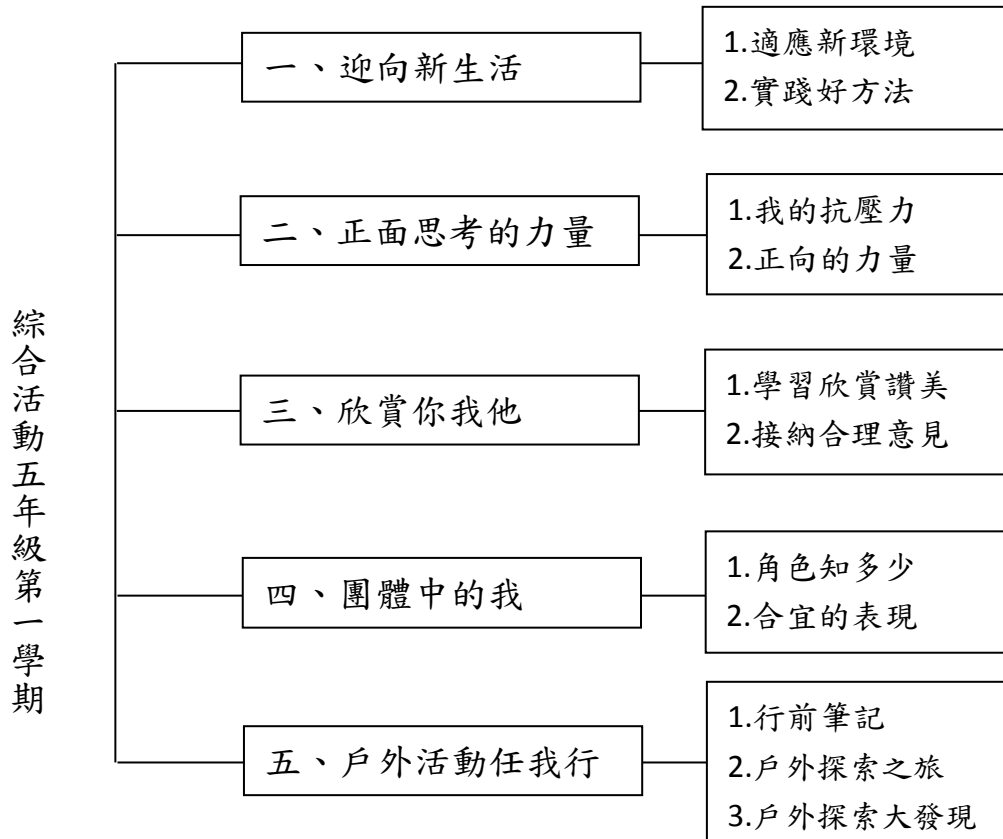 綜合活動五年級第一學期
一、迎向新生活
1.適應新環境
2.實踐好方法
二、正面思考的力量
1.我的抗壓力
2.正向的力量
三、欣賞你我他
1.學習欣賞讚美
2.接納合理意見
四、團體中的我
1.角色知多少
2.合宜的表現
五、戶外活動任我行
1.行前筆記
2.戶外探索之旅
3.戶外探索大發現